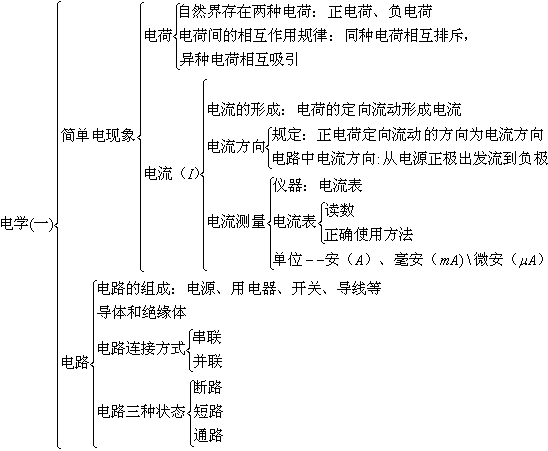 自然界存在两种电荷：正电荷、负电荷
电荷
电荷间的相互作用规律：同种电荷相互排斥，
异种电荷相互吸引
简单电现象
电流的形成：电荷的定向流动形成电流
规定：正电荷定向流动的方向为电流方向
电流方向
电路中电流方向:从电源正极出发流到负极
电流（I）
仪器：电流表
读数
电流测量
电流表
正确使用方法
单位--安（A）、毫安（mA)\微安（μA）
电学(一)
电路的组成：电源、用电器、开关、导线等
导体和绝缘体
串联
电路连接方式
并联
电路
断路
电路三种状态
短路
通路